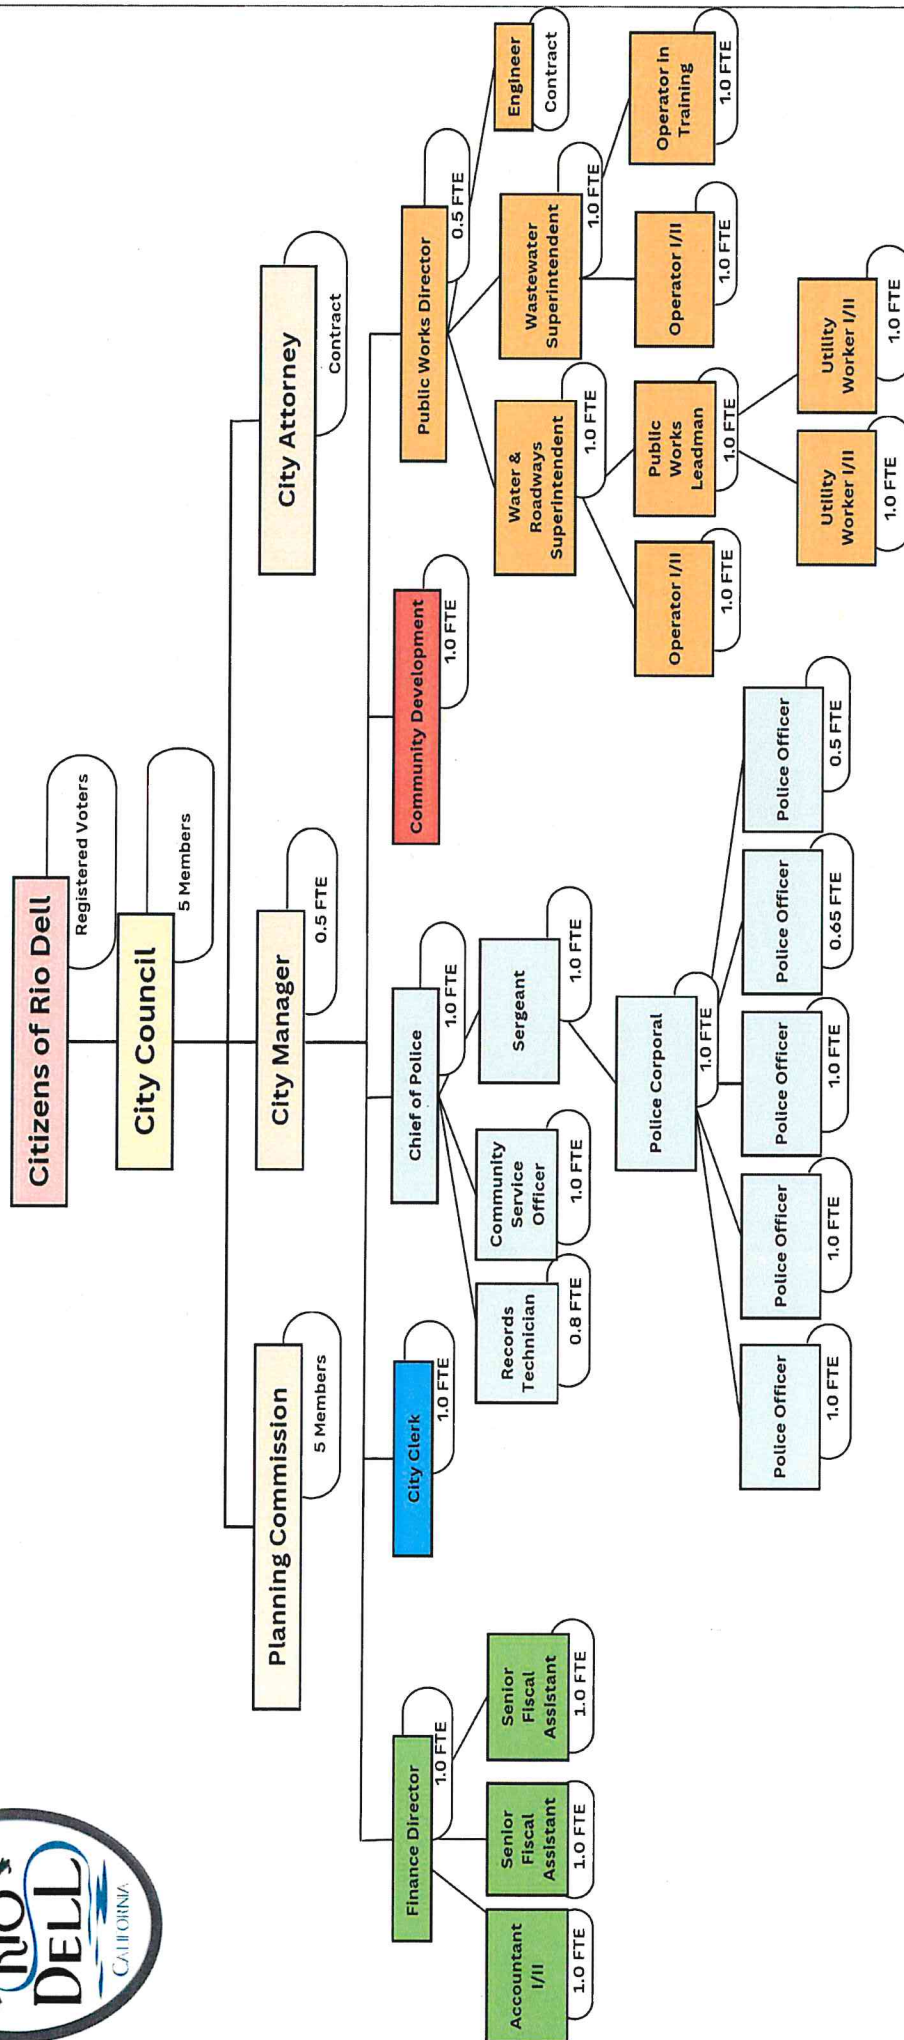 RIO
DELL
CALIFORNIA
Citizens of Rio Dell
Registered Voters
City Council
5 Members
Planning Commission
5 Members
City Manager
0.5 FTE
City Attorney
Contract
Finance Director
1.0 FTE
City Clerk
1.0 FTE
Chief of Police
1.0 FTE
Community Development
1.0 FTE
Public Works Director
0.5 FTE
Accountant
I/II
1.0 FTE
Senior
Fiscal
Assistant
1.0 FTE
Senior
Fiscal
Assistant
1.0 FTE
Records
Technician
0.8 FTE
Community
Service
Officer
1.0 FTE
Sergeant
1.0 FTE
Police Corporal
1.0 FTE
Police Officer
1.0 FTE
Police Officer
1.0 FTE
Police Officer
1.0 FTE
Police Officer
0.65 FTE
Police Officer
0.5 FTE
Water &
Roadways
Superintendent
1.0 FTE
Wastewater
Superintendent
1.0 FTE
Engineer
Contract
Operator I/II
1.0 FTE
Public
Works
Leadman
1.0 FTE
Operator I/II
1.0 FTE
Operator in
Training
1.0 FTE
Utility
Worker I/II
1.0 FTE
Utility
Worker I/II
1.0 FTE